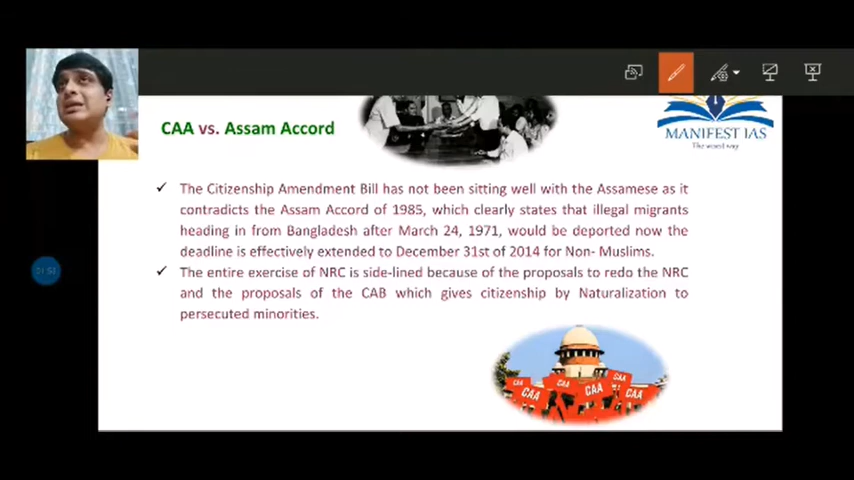 CAA vs. Assam Accord
MANIFEST IAS
The word way
✓ The Citizenship Amendment Bill has not been sitting well with the Assamese as it
contradicts the Assam Accord of 1985, which clearly states that illegal migrants
heading in from Bangladesh after March 24, 1971, would be deported now the
deadline is effectively extended to December 31st of 2014 for Non- Muslims.
✓ The entire exercise of NRC is side-lined because of the proposals to redo the NRC
and the proposals of the CAB which gives citizenship by Naturalization to
persecuted minorities.
CAA
CAA
CAA
CAA
CAA
CAA